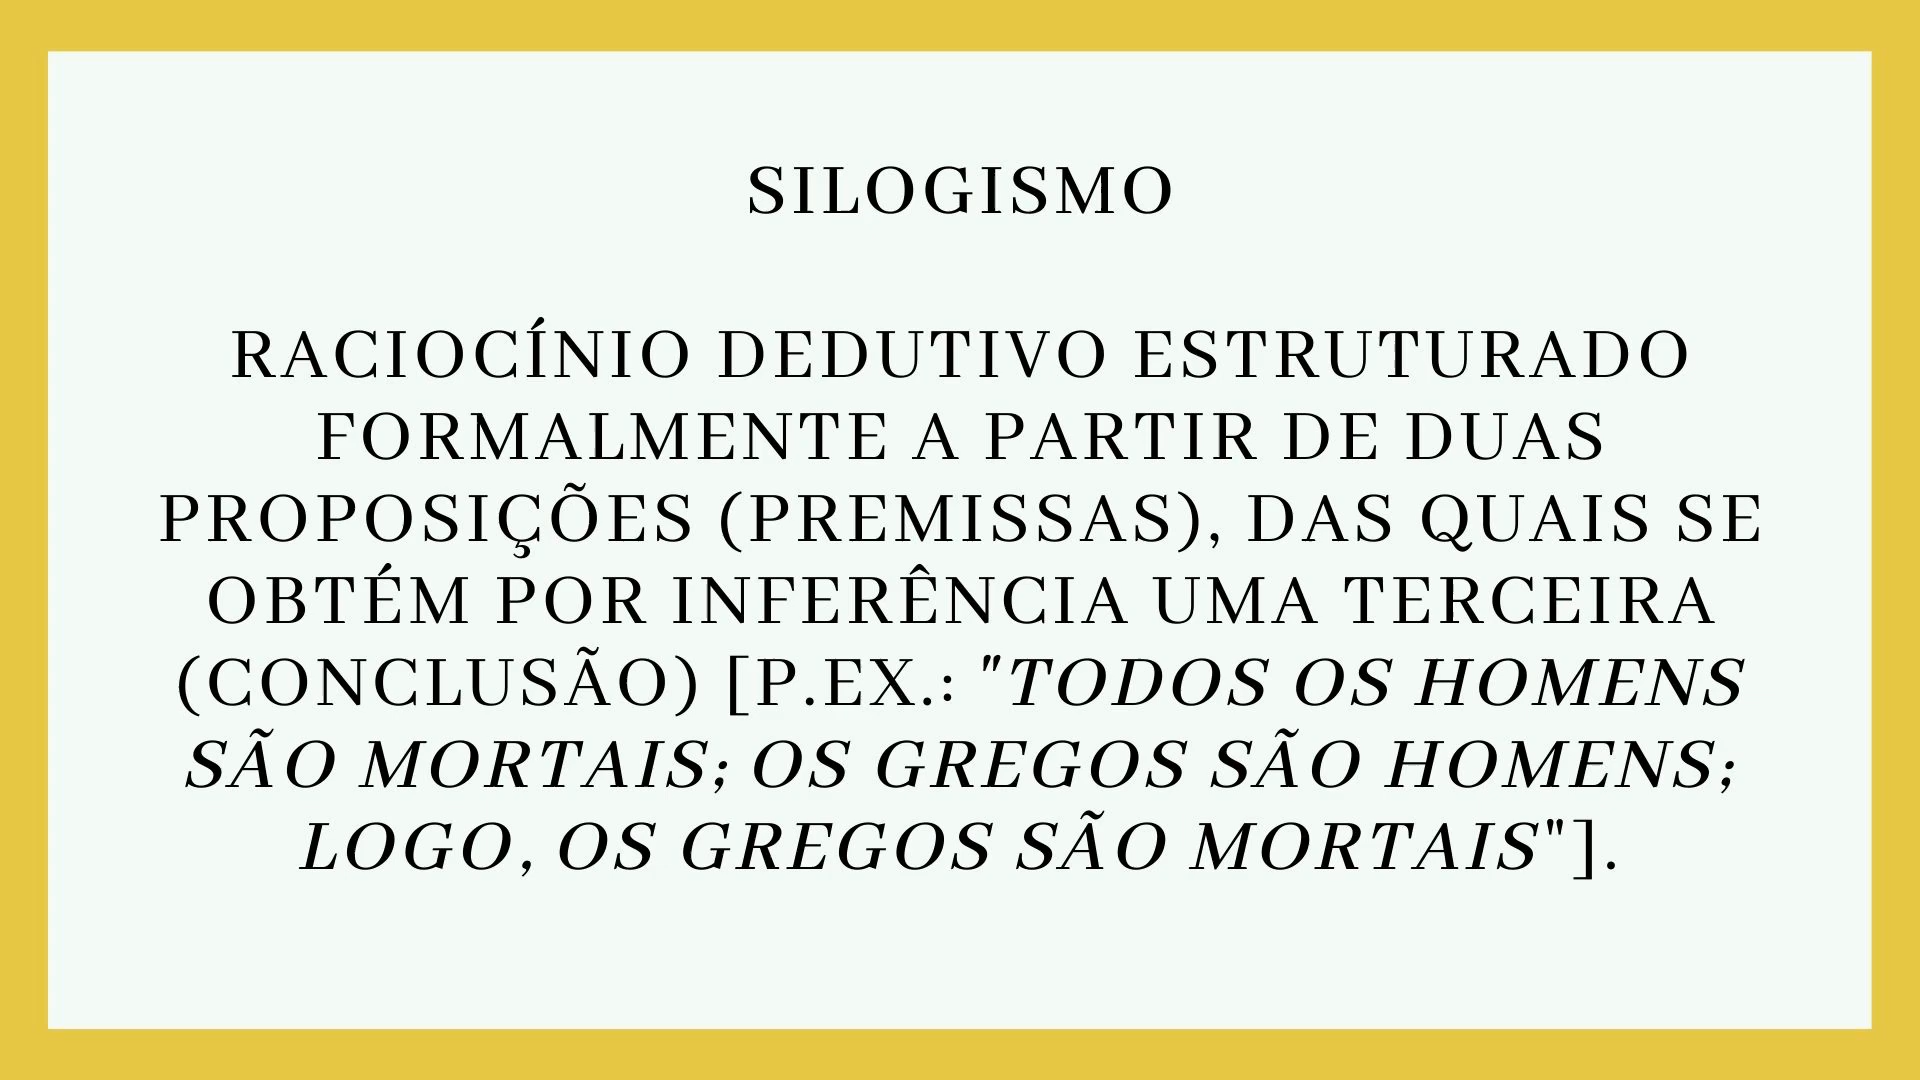 SILOGISMO
RACIOCÍNIO DEDUTIVO ESTRUTURADO
FORMALMENTE A PARTIR DE DUAS
PROPOSIÇÕES (PREMISSAS), DAS QUAIS SE
OBTÉM POR INFERÊNCIA UMA TERCEIRA
(CONCLUSÃO) [P.EX.: "TODOS OS HOMENS
SÃO MORTAIS; OS GREGOS SÃO HOMENS;
LOGO, OS GREGOS SÃO MORTAIS"].